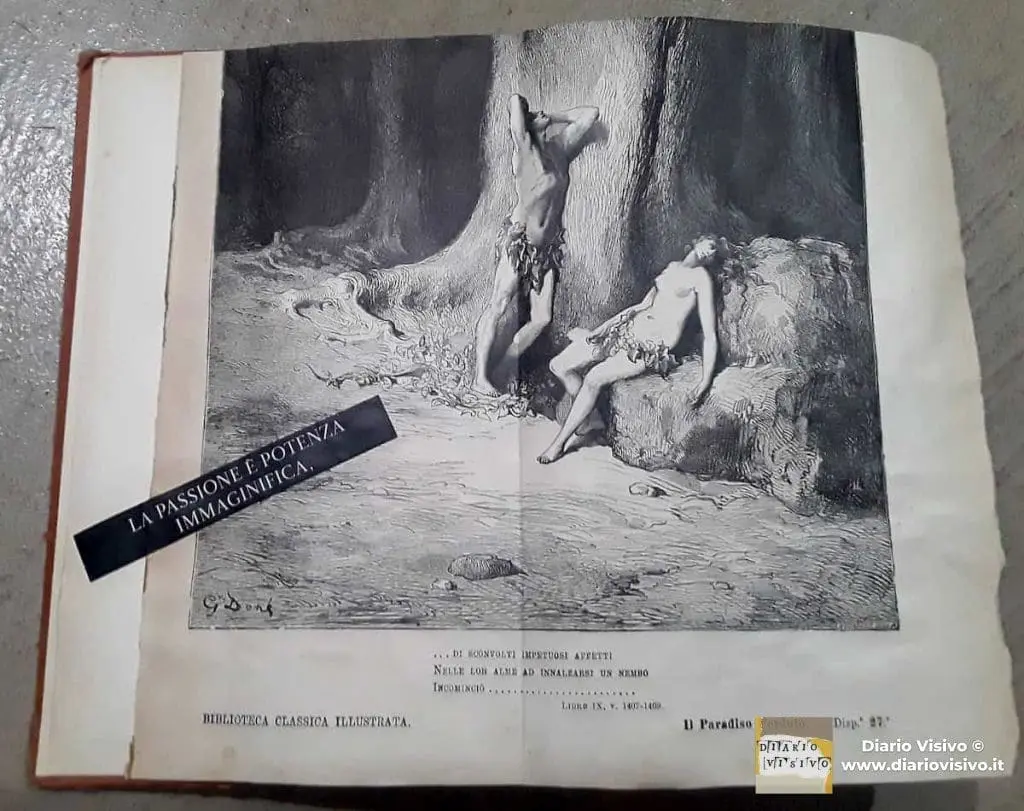 LA PASSIONE È POTENZA
IMMAGINIFICA.
G Doré
... DI SCONVOLTI IMPETUOSI AFFETTI
NELLE LOR ALME AD INNALZARSI UN NEMBO
INCOMINCIÒ ......................
LIBRO IX, V. 1407-1409.
BIBLIOTECA CLASSICA ILLUSTRATA.
Il Paradiso Disp.ª 27.ª
DIARIO
VISIVO
Diario Visivo ©
www.diariovisivo.it